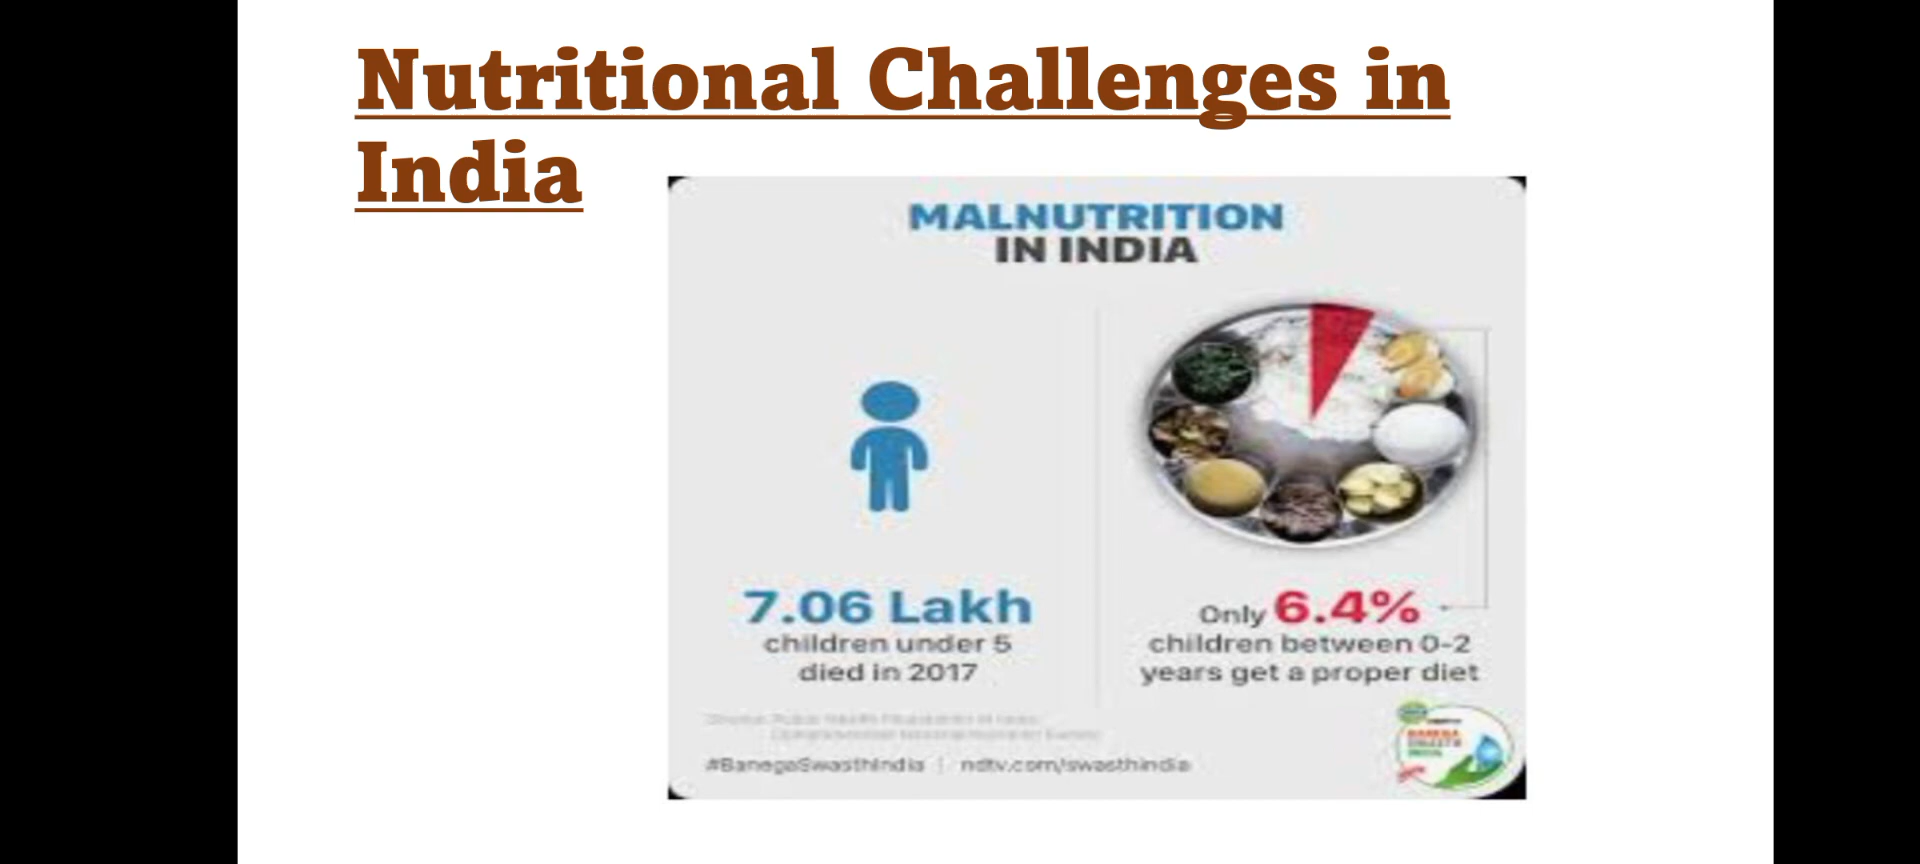 Nutritional Challenges in
India
MALNUTRITION
IN INDIA
7.06 Lakh
children under 5
died in 2017
Only 6.4%
children between 0-2
years get a proper diet
#BanegaSwasthIndia | ndtv.com/swasthindia